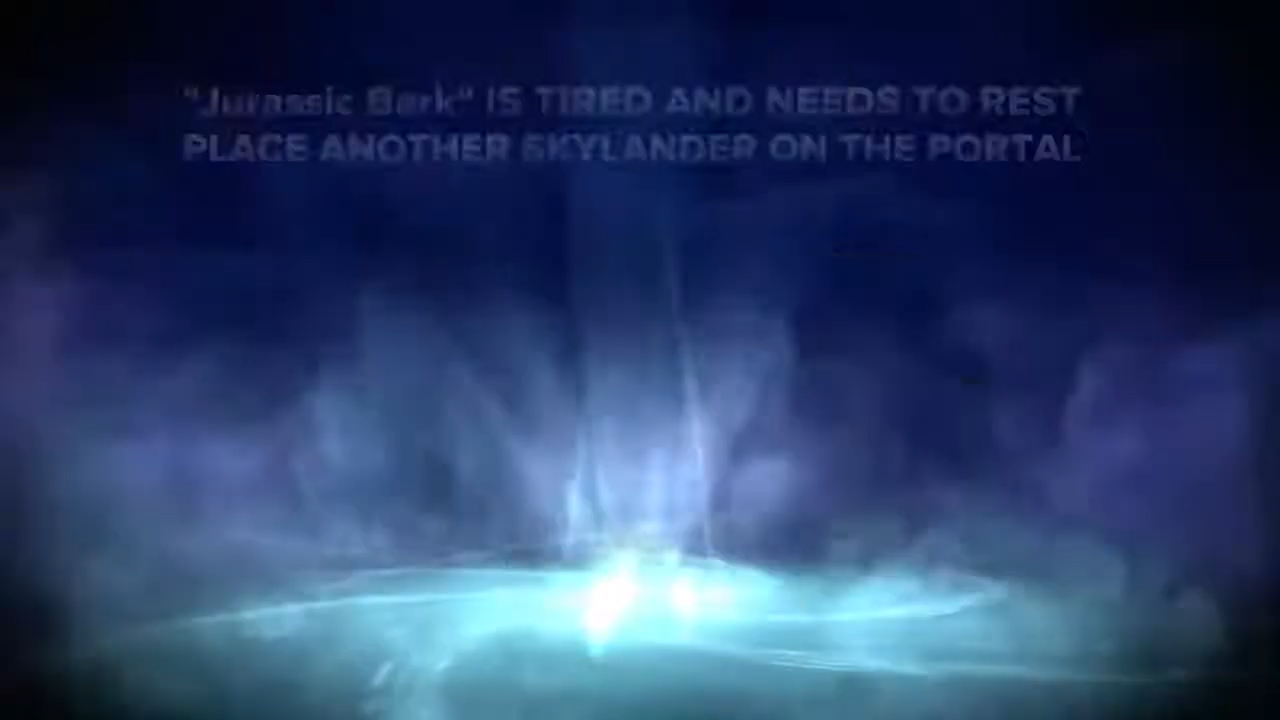 "Jurassic Bark" IS TIRED AND NEEDS TO REST
PLACE ANOTHER SKYLANDER ON THE PORTAL